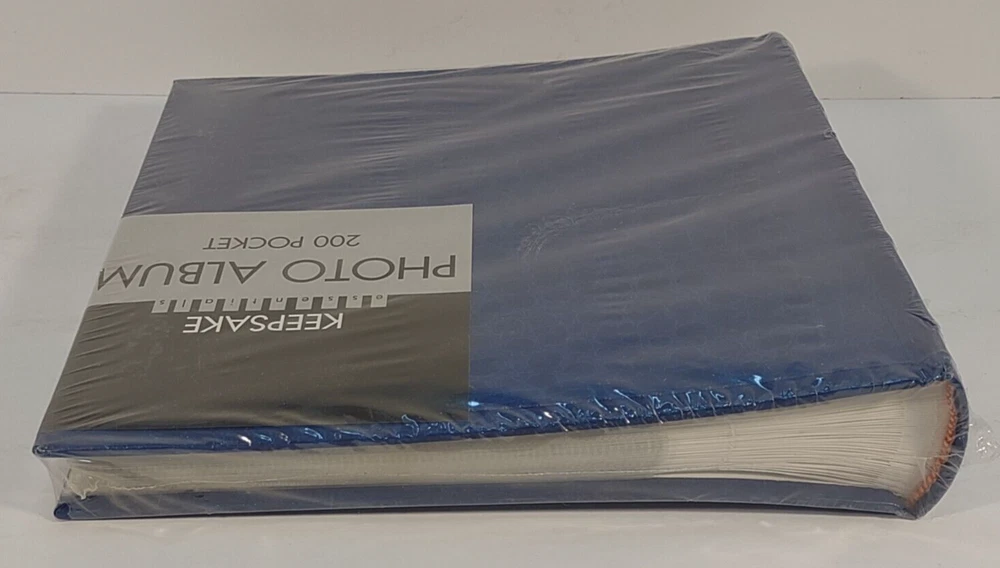 KEEPSAKE
essentials
PHOTO ALBUM
200 POCKET